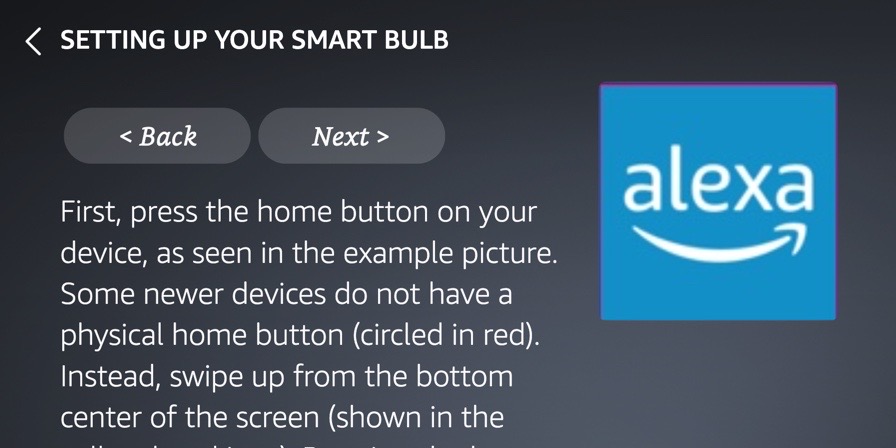 SETTING UP YOUR SMART BULB
< Back
Next >
First, press the home button on your
device, as seen in the example picture.
Some newer devices do not have a
physical home button (circled in red).
Instead, swipe up from the bottom
center of the screen (shown in the
alexa